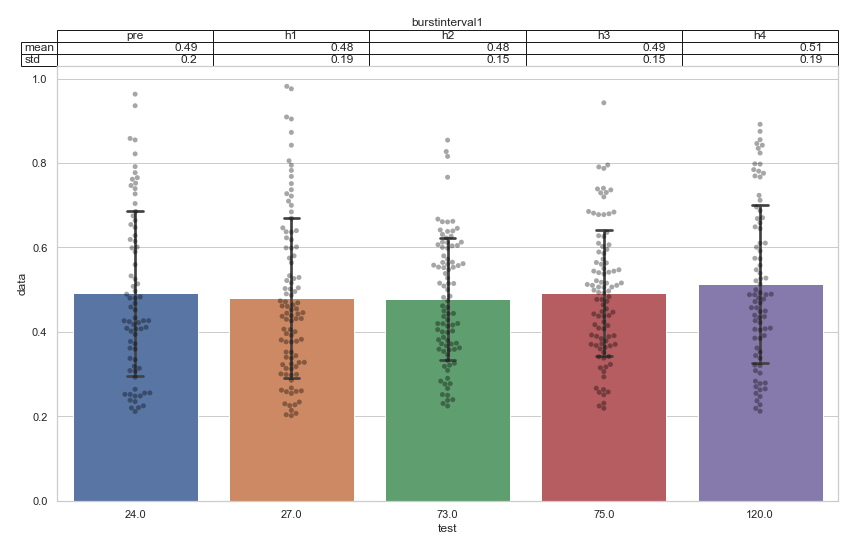 burstinterval1
pre h1 h2 h3 h4
mean 0.49 0.48 0.48 0.49 0.51
std 0.2 0.19 0.15 0.15 0.19
1.0
0.8
0.6
0.4
0.2
0.0
data
24.0 27.0 73.0 75.0 120.0
test